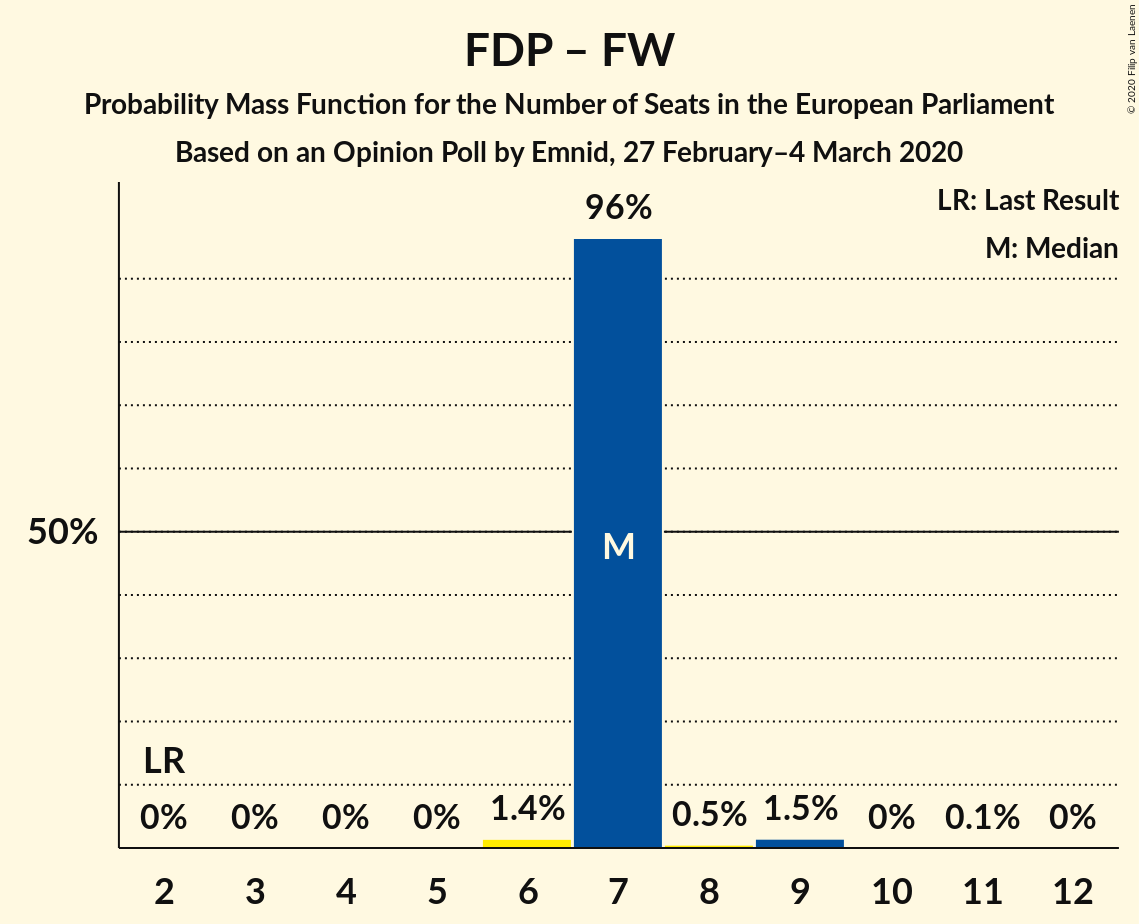 FDP – FW
Probability Mass Function for the Number of Seats in the European Parliament
Based on an Opinion Poll by Emnid, 27 February–4 March 2020
© 2020 Filip van Laenen
LR: Last Result
M: Median
96%
50%
M
LR
0% 0% 0% 0% 1.4% 0.5% 1.5% 0% 0.1% 0%
2 3 4 5 6 7 8 9 10 11 12